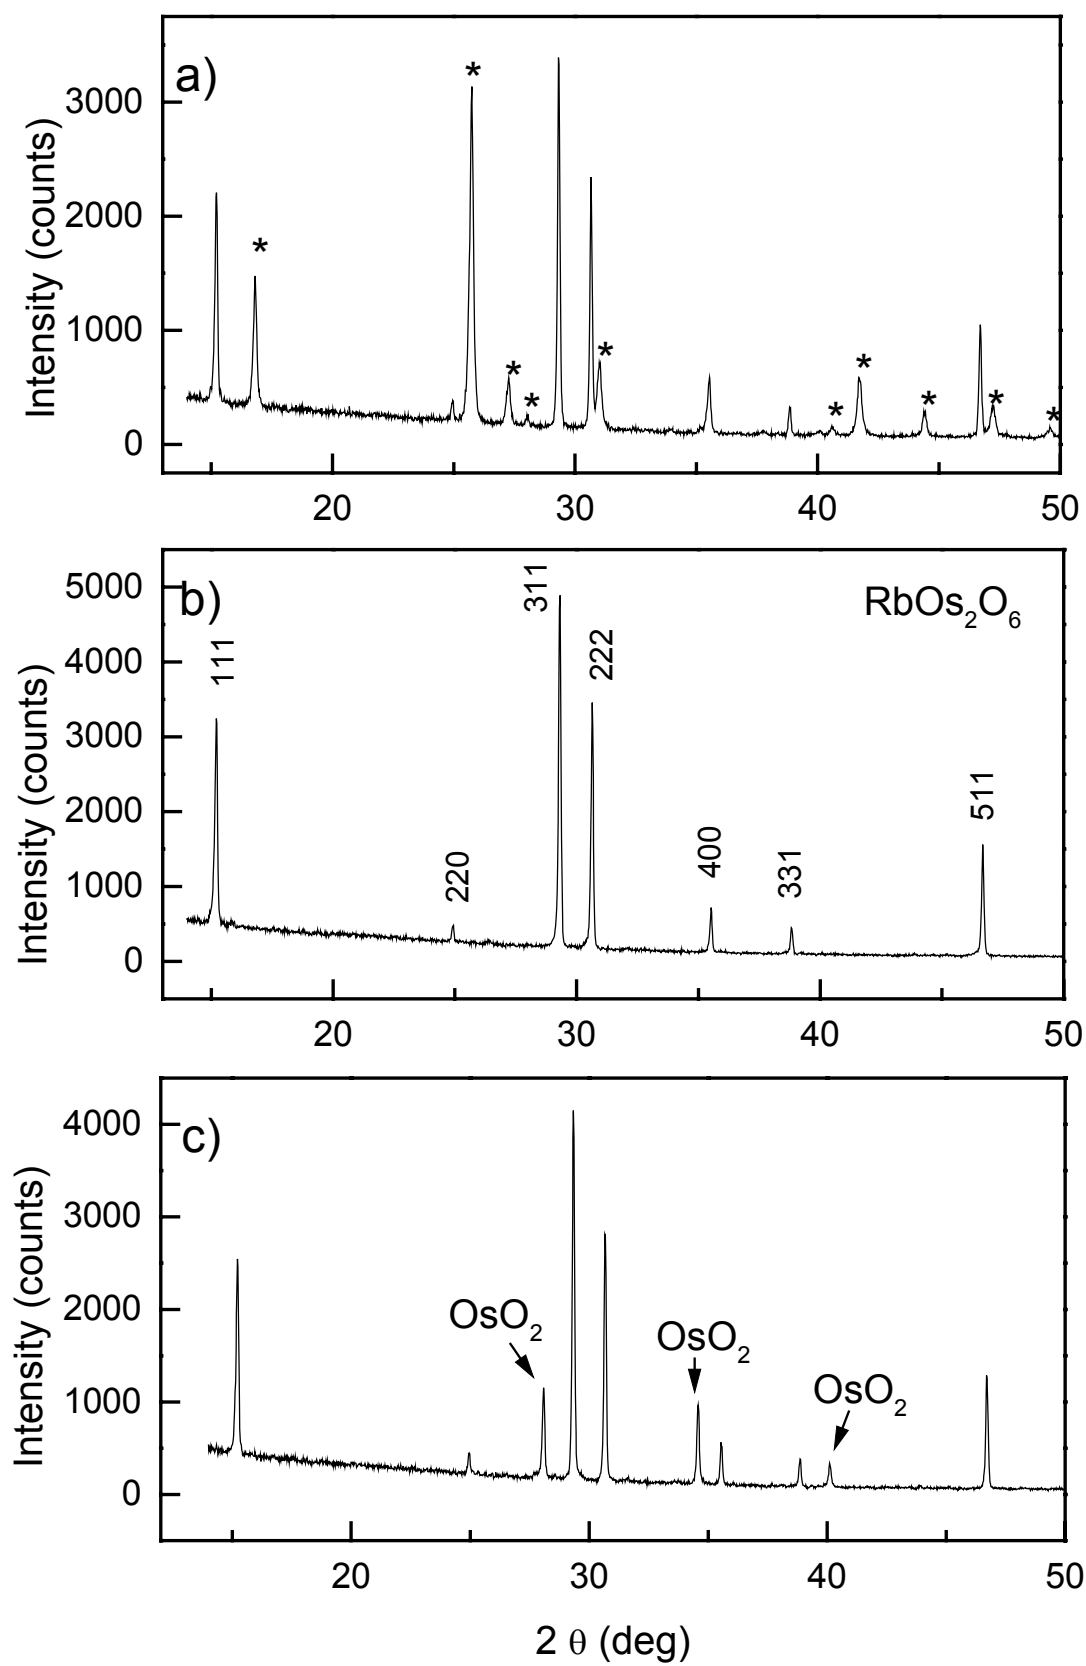 a)
Intensity (counts)
3000
2000
1000
0
* * * * * * * * * *
20 30 40 50
b)
RbOs₂O₆
Intensity (counts)
5000
4000
3000
2000
1000
0
111 220 311 222 400 331 511
20 30 40 50
c)
Intensity (counts)
4000
3000
2000
1000
0
OsO₂ OsO₂ OsO₂
20 30 40 50
2 θ (deg)